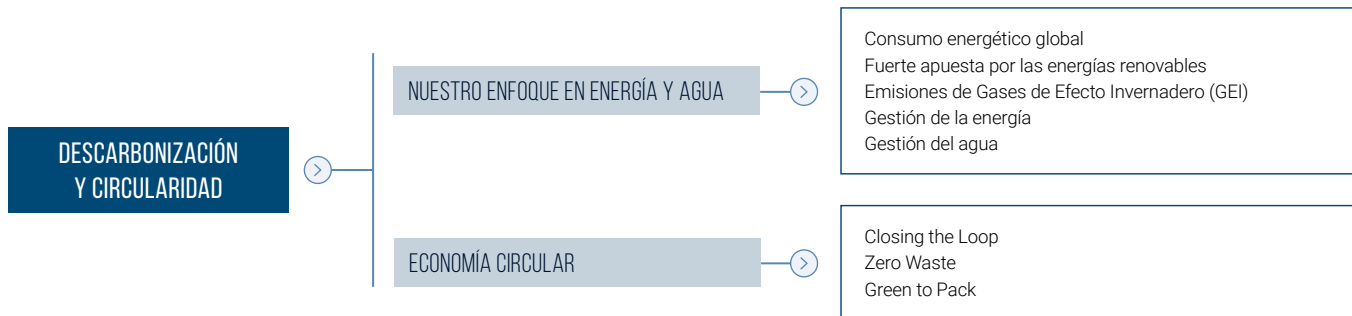 DESCARBONIZACIÓN
Y CIRCULARIDAD
NUESTRO ENFOQUE EN ENERGÍA Y AGUA
Consumo energético global
Fuerte apuesta por las energías renovables
Emisiones de Gases de Efecto Invernadero (GEI)
Gestión de la energía
Gestión del agua
ECONOMÍA CIRCULAR
Closing the Loop
Zero Waste
Green to Pack